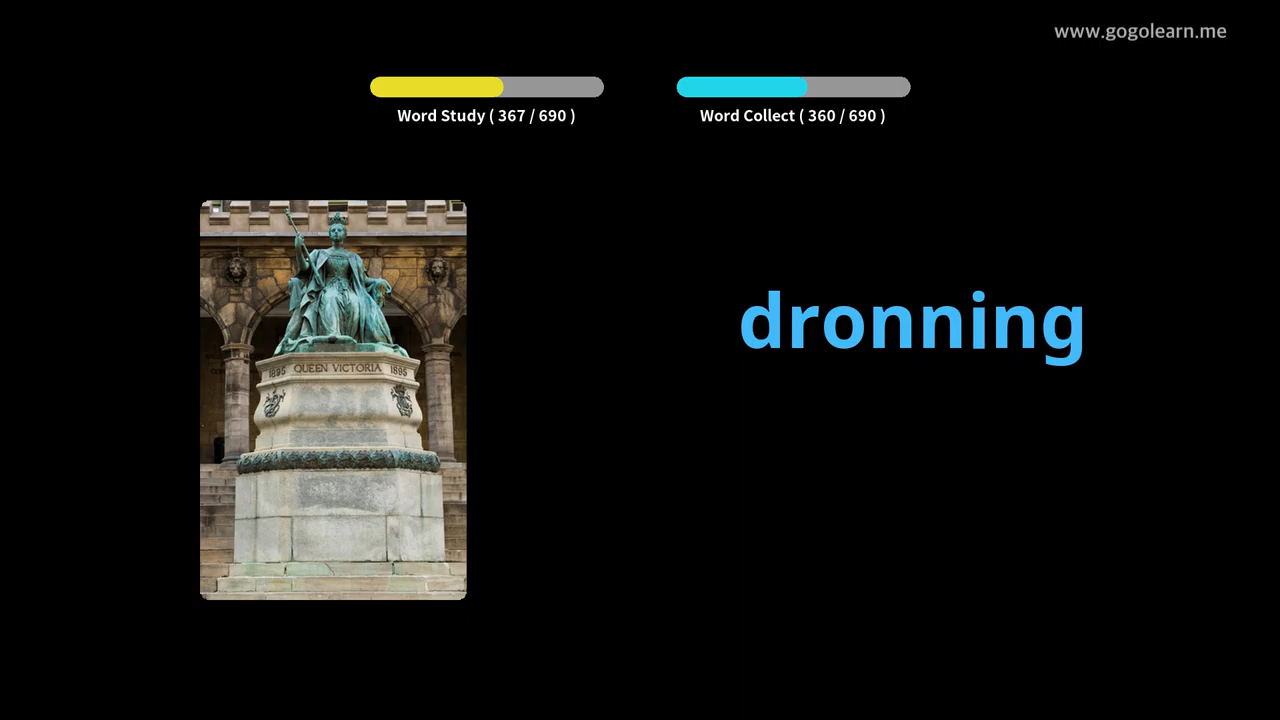 www.gogolearn.me
Word Study ( 367 / 690 )
Word Collect ( 360 / 690 )
1895 QUEEN VICTORIA 1895
dronning